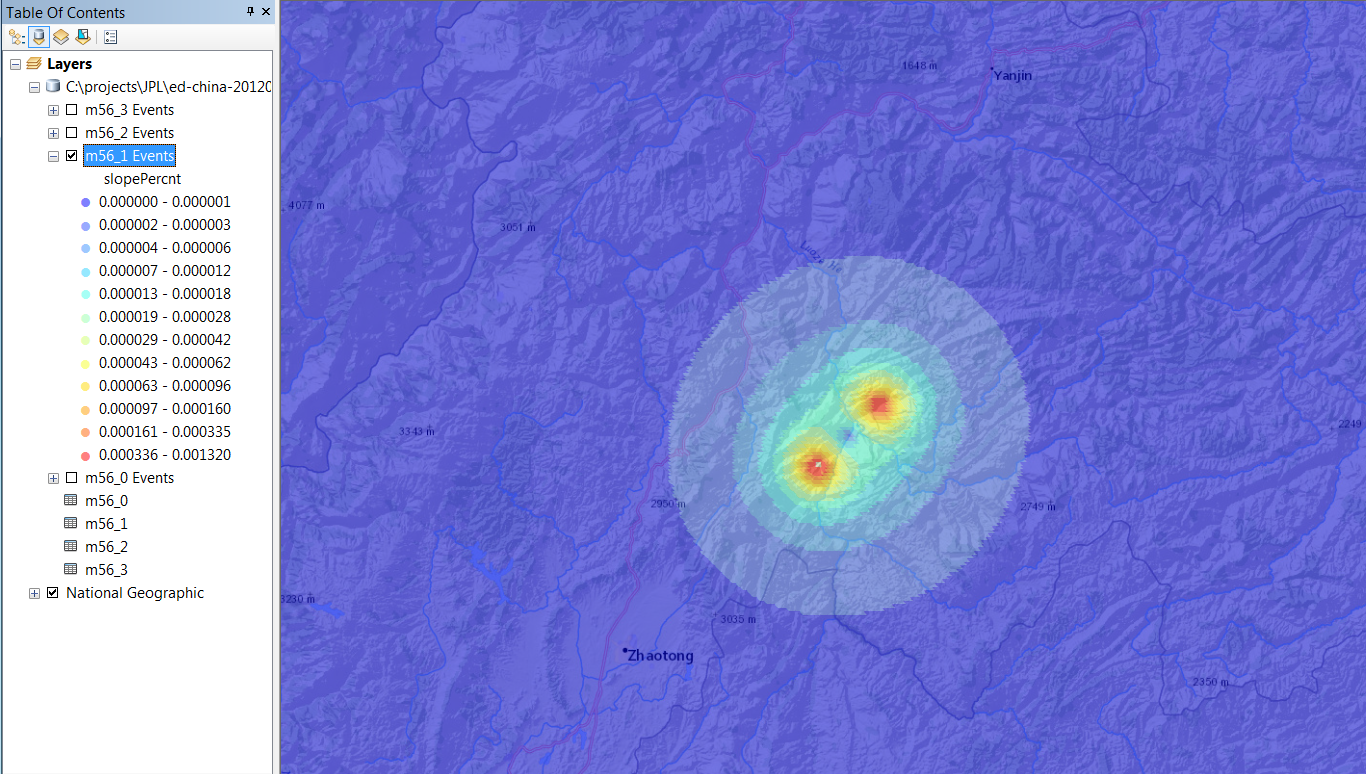 Table Of Contents
Layers
C:\projects\JPL\ed-china-20120
m56_3 Events
m56_2 Events
m56_1 Events
slopePercnt
0.000000 - 0.000001
0.000002 - 0.000003
0.000004 - 0.000006
0.000007 - 0.000012
0.000013 - 0.000018
0.000019 - 0.000028
0.000029 - 0.000042
0.000043 - 0.000062
0.000063 - 0.000096
0.000097 - 0.000160
0.000161 - 0.000335
0.000336 - 0.001320
m56_0 Events
m56_0
m56_1
m56_2
m56_3
National Geographic
1648 m
Yanjin
4077 m
3051 m
3343 m
2249
2950 m
2749 m
3230 m
3035 m
Zhaotong
2350 m